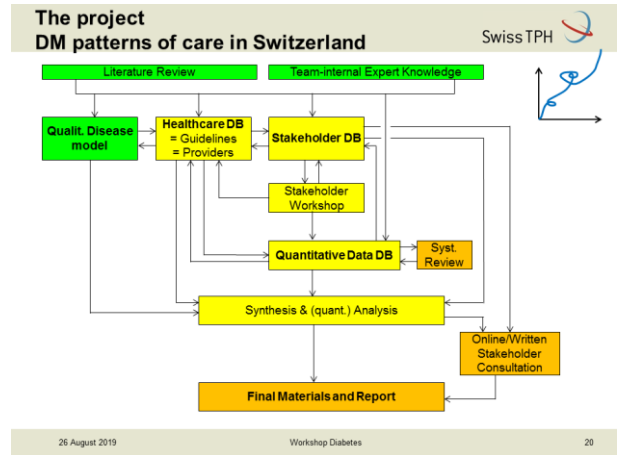 The project
DM patterns of care in Switzerland
Swiss TPH
Literature Review
Team-internal Expert Knowledge
Qualit. Disease
model
Healthcare DB
= Guidelines
= Providers
Stakeholder DB
Stakeholder
Workshop
Quantitative Data DB
Syst.
Review
Synthesis & (quant.) Analysis
Online/Written
Stakeholder
Consultation
Final Materials and Report
26 August 2019
Workshop Diabetes
20